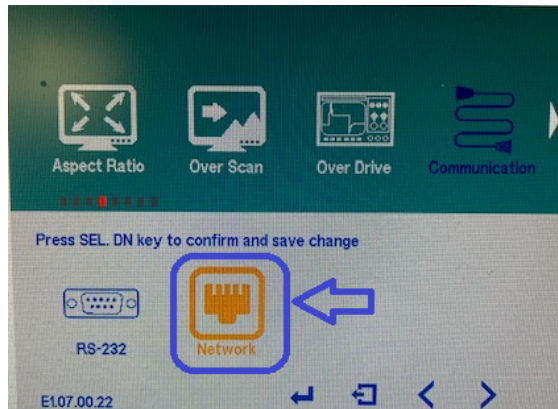 Aspect Ratio
Over Scan
Over Drive
Communication
Press SEL. DN key to confirm and save change
RS-232
Network
E1.07.00.22